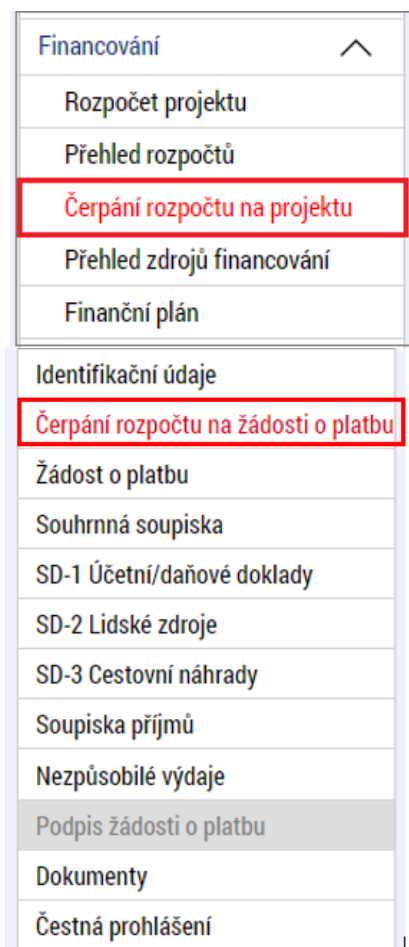 Financování
Rozpočet projektu
Přehled rozpočtů
Čerpání rozpočtu na projektu
Přehled zdrojů financování
Finanční plán
Identifikační údaje
Čerpání rozpočtu na žádosti o platbu
Žádost o platbu
Souhrnná soupiska
SD-1 Účetní/daňové doklady
SD-2 Lidské zdroje
SD-3 Cestovní náhrady
Soupiska příjmů
Nezpůsobilé výdaje
Podpis žádosti o platbu
Dokumenty
Čestná prohlášení